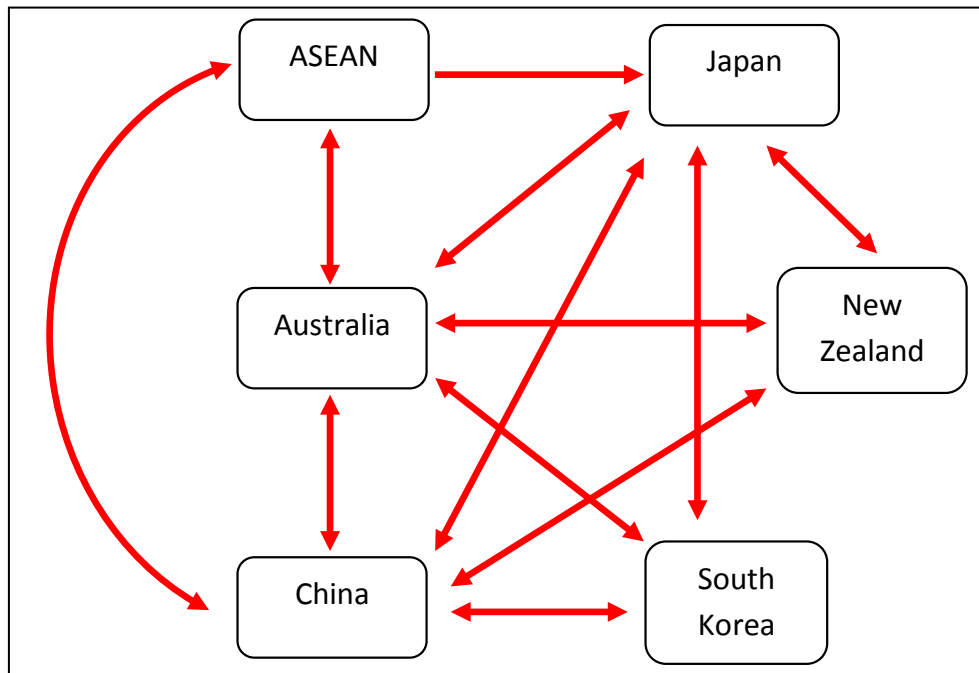 ASEAN
Japan
Australia
New
Zealand
China
South
Korea